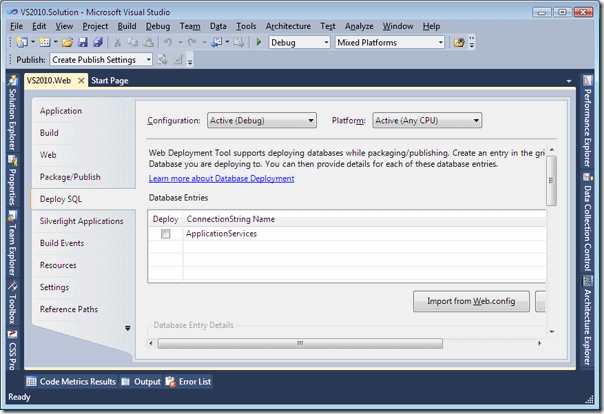 VS2010.Solution - Microsoft Visual Studio
File Edit View Project Build Debug Team Data Tools Architecture Test Analyze Window Help
Debug Mixed Platforms
Publish: Create Publish Settings
VS2010.Web Start Page
Solution Explorer
Properties
Team Explorer
Toolbox
CSS Pro
Application
Build
Web
Package/Publish
Deploy SQL
Silverlight Applications
Build Events
Resources
Settings
Reference Paths
Configuration: Active (Debug) Platform: Active (Any CPU)
Web Deployment Tool supports deploying databases while packaging/publishing. Create an entry in the gri
Database you are deploying to. You can then provide details for each of these database entries.
Learn more about Database Deployment
Database Entries
Deploy ConnectionString Name
ApplicationServices
Import from Web.config
Database Entry Details
Performance Explorer
Data Collection Control
Architecture Explorer
Code Metrics Results Output Error List
Ready